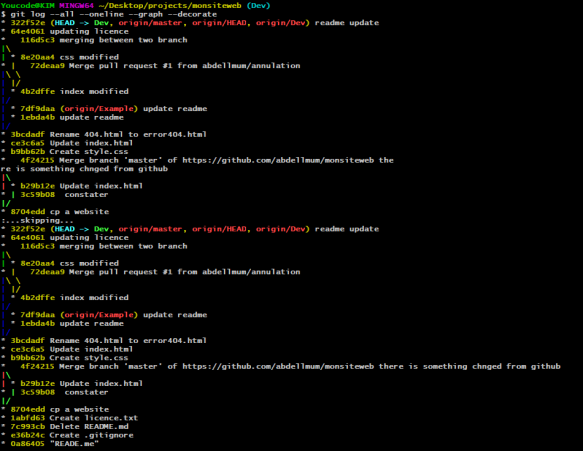 Youcode@KIM MINGW64 ~/Desktop/projects/monsiteweb (Dev)
$ git log --all --oneline --graph --decorate
* 322f52e (HEAD -> Dev, origin/master, origin/HEAD, origin/Dev) readme update
* 64e4061 updating licence
*   116d5c3 merging between two branch
|\
| * 8e20aa4 css modified
* |   72deaa9 Merge pull request #1 from abdellmum/annulation
|\ \
| |/
| * 4b2dffe index modified
|/
| * 7df9daa (origin/Example) update readme
| * 1ebda4b update readme
|/
* 3bcdadf Rename 404.html to error404.html
* ce3c6a5 Update index.html
* b9bb62b Create style.css
*   4f24215 Merge branch 'master' of https://github.com/abdellmum/monsiteweb the
re is something chnged from github
|\
| * b29b12e Update index.html
* | 3c59b08  constater
|/
* 8704edd cp a website
:...skipping...
* 322f52e (HEAD -> Dev, origin/master, origin/HEAD, origin/Dev) readme update
* 64e4061 updating licence
*   116d5c3 merging between two branch
|\
| * 8e20aa4 css modified
* |   72deaa9 Merge pull request #1 from abdellmum/annulation
|\ \
| |/
| * 4b2dffe index modified
|/
| * 7df9daa (origin/Example) update readme
| * 1ebda4b update readme
|/
* 3bcdadf Rename 404.html to error404.html
* ce3c6a5 Update index.html
* b9bb62b Create style.css
*   4f24215 Merge branch 'master' of https://github.com/abdellmum/monsiteweb there is something chnged from github
|\
| * b29b12e Update index.html
* | 3c59b08  constater
|/
* 8704edd cp a website
* 1abfd63 Create licence.txt
* 7c993cb Delete README.md
* e36b24c Create .gitignore
* 0a86405 "READE.me"